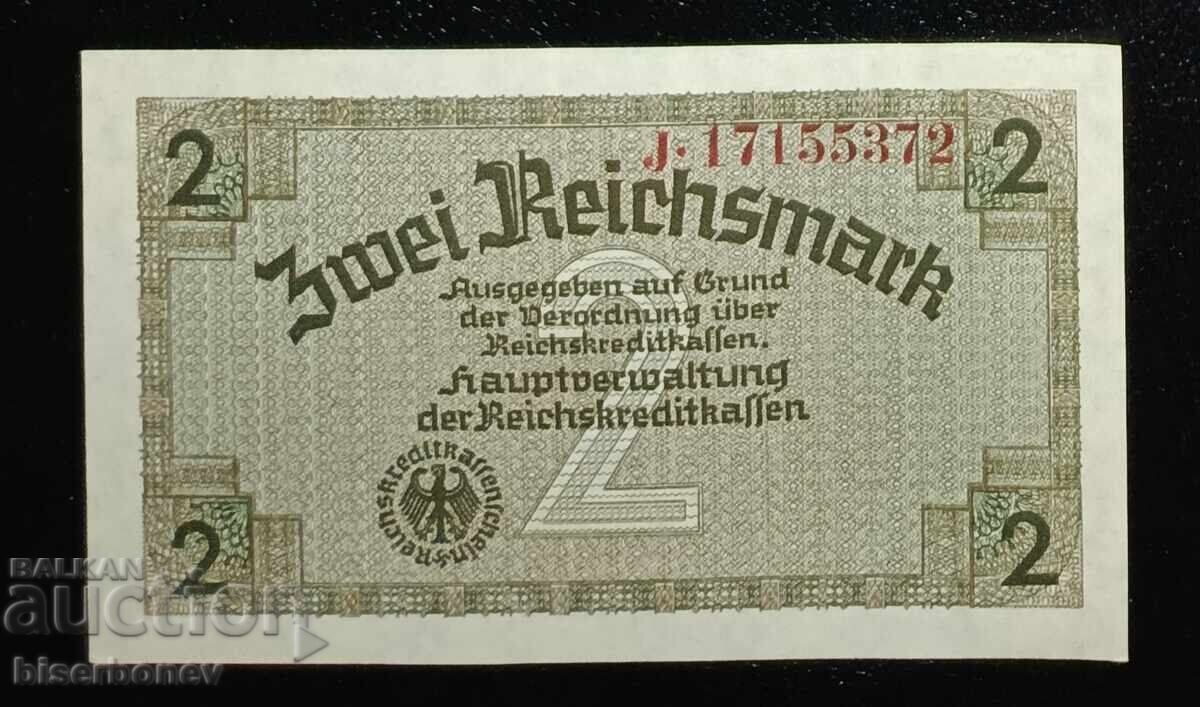 2
J·17155372
2
Zwei Reichsmark
Ausgegeben auf Grund
der Verordnung über
Reichskreditkaſſen.
Hauptverwaltung
der Reichskreditkaſſen
2
Reichskreditkaſſenſchein
2
2
BALKAN
auction
biserbonev